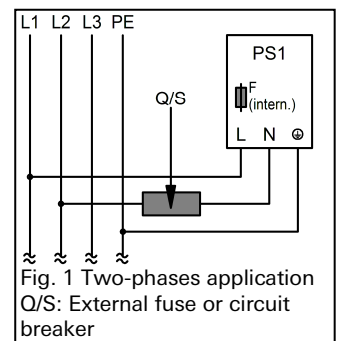 L1 L2 L3 PE
PS1
F
(intern.)
Q/S
L N ⏚
Fig. 1 Two-phases application
Q/S: External fuse or circuit
breaker